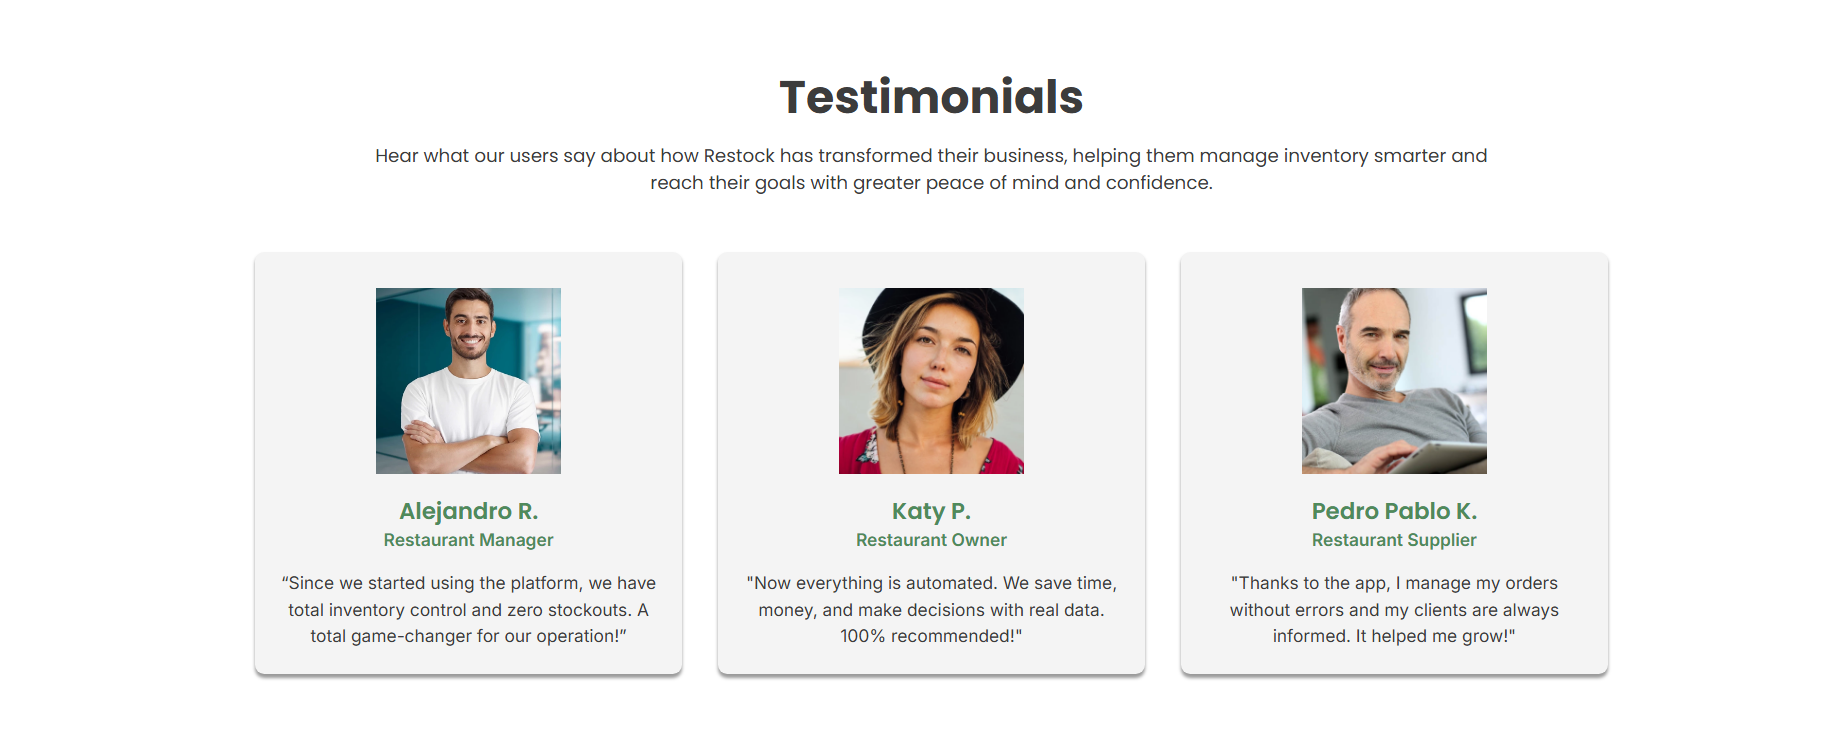 Testimonials
Hear what our users say about how Restock has transformed their business, helping them manage inventory smarter and
reach their goals with greater peace of mind and confidence.
Alejandro R.
Restaurant Manager
“Since we started using the platform, we have
total inventory control and zero stockouts. A
total game-changer for our operation!”
Katy P.
Restaurant Owner
"Now everything is automated. We save time,
money, and make decisions with real data.
100% recommended!"
Pedro Pablo K.
Restaurant Supplier
"Thanks to the app, I manage my orders
without errors and my clients are always
informed. It helped me grow!"